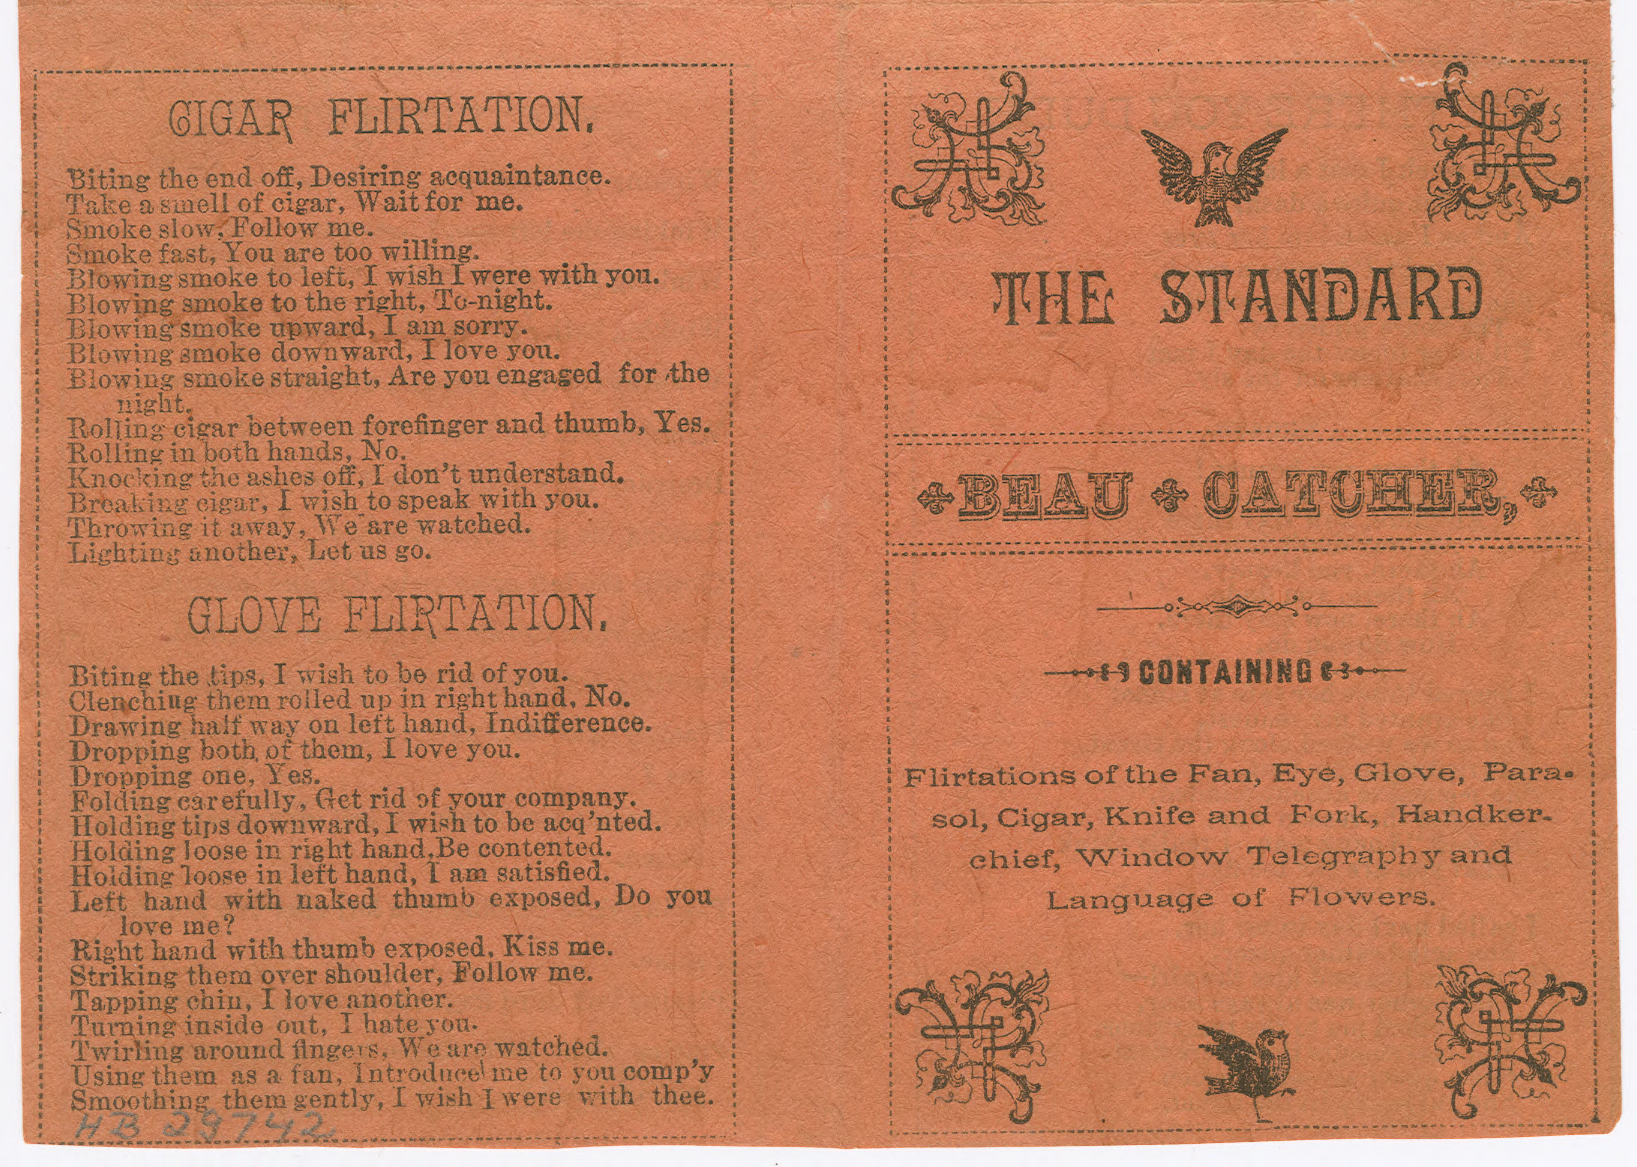 CIGAR FLIRTATION.
Biting the end off, Desiring acquaintance.
Take a smell of cigar, Wait for me.
Smoke slow, Follow me.
Smoke fast, You are too willing.
Blowing smoke to left, I wish I were with you.
Blowing smoke to the right, To-night.
Blowing smoke upward, I am sorry.
Blowing smoke downward, I love you.
Blowing smoke straight, Are you engaged for the
night.
Rolling cigar between forefinger and thumb, Yes.
Rolling in both hands, No.
Knocking the ashes off, I don't understand.
Breaking cigar, I wish to speak with you.
Throwing it away, We are watched.
Lighting another, Let us go.
GLOVE FLIRTATION.
Biting the tips, I wish to be rid of you.
Clenching them rolled up in right hand, No.
Drawing half way on left hand, Indifference.
Dropping both of them, I love you.
Dropping one, Yes.
Folding carefully, Get rid of your company.
Holding tips downward, I wish to be acq'nted.
Holding loose in right hand, Be contented.
Holding loose in left hand, I am satisfied.
Left hand with naked thumb exposed, Do you
love me?
Right hand with thumb exposed, Kiss me.
Striking them over shoulder, Follow me.
Tapping chin, I love another.
Turning inside out, I hate you.
Twirling around fingers, We are watched.
Using them as a fan, Introduce me to you comp'y
Smoothing them gently, I wish I were with thee.
HB 29742
THE STANDARD
BEAU CATCHER,
CONTAINING
Flirtations of the Fan, Eye, Glove, Para-
sol, Cigar, Knife and Fork, Handker-
chief, Window Telegraphy and
Language of Flowers.